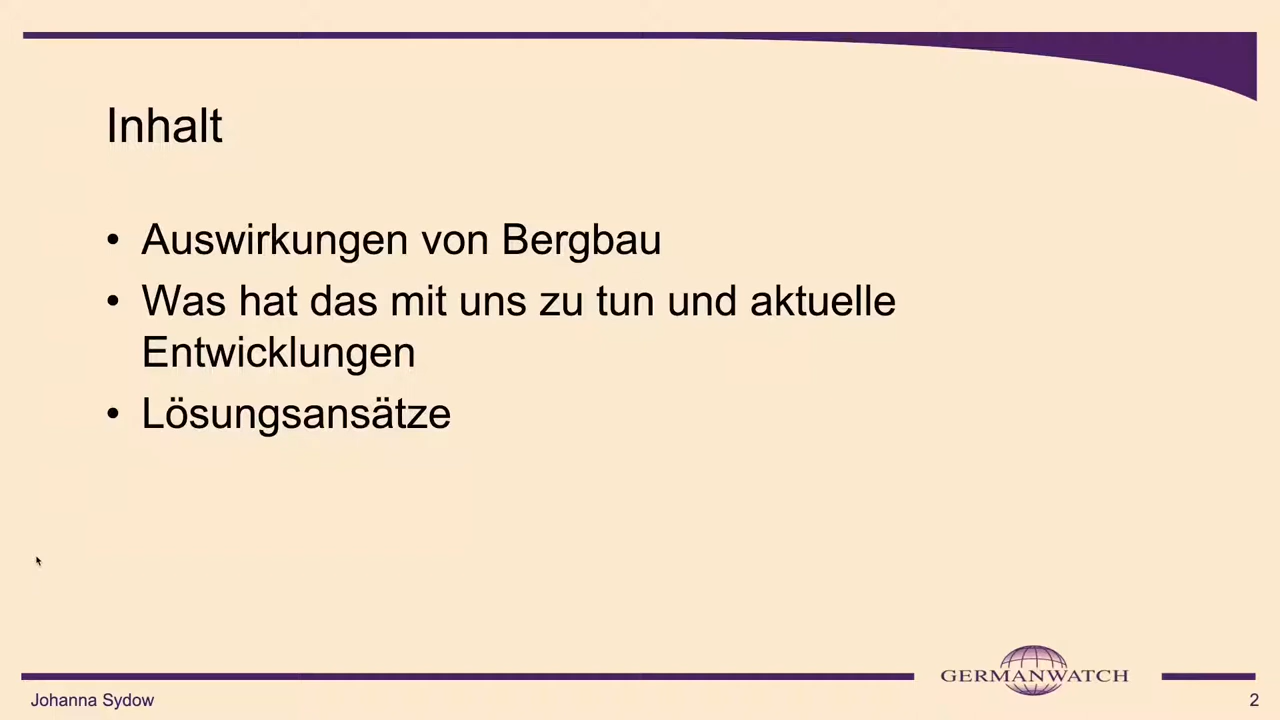 Inhalt
• Auswirkungen von Bergbau
• Was hat das mit uns zu tun und aktuelle
Entwicklungen
• Lösungsansätze
GERMANWATCH
Johanna Sydow
2